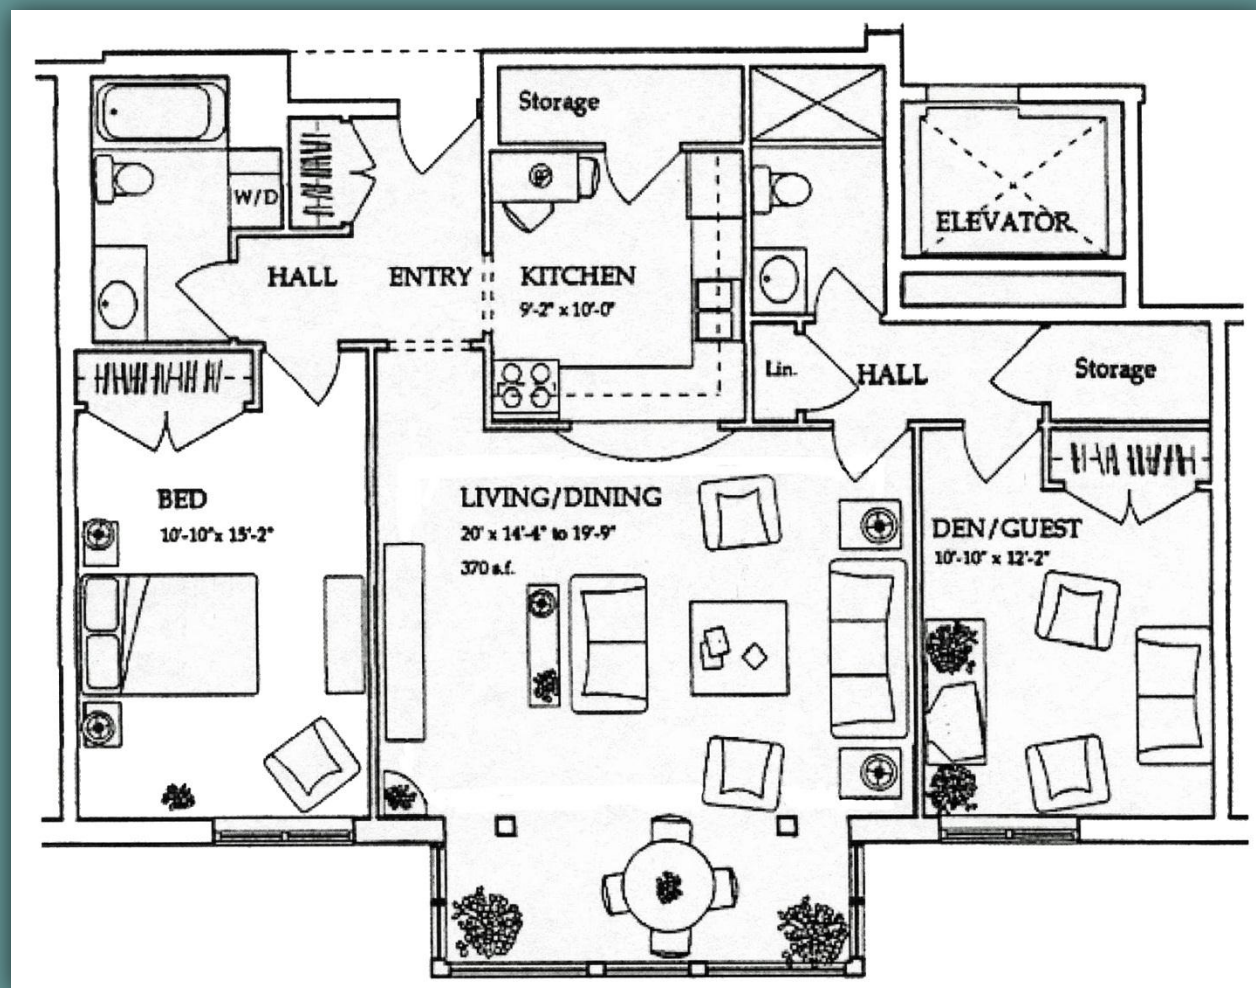 Storage
W/D
ELEVATOR
HALL
ENTRY
KITCHEN
9'-2" x 10'-0"
Lin.
HALL
Storage
BED
10'-10" x 15'-2"
LIVING/DINING
20' x 14'-4" to 19'-9"
370 s.f.
DEN/GUEST
10'-10" x 12'-2"